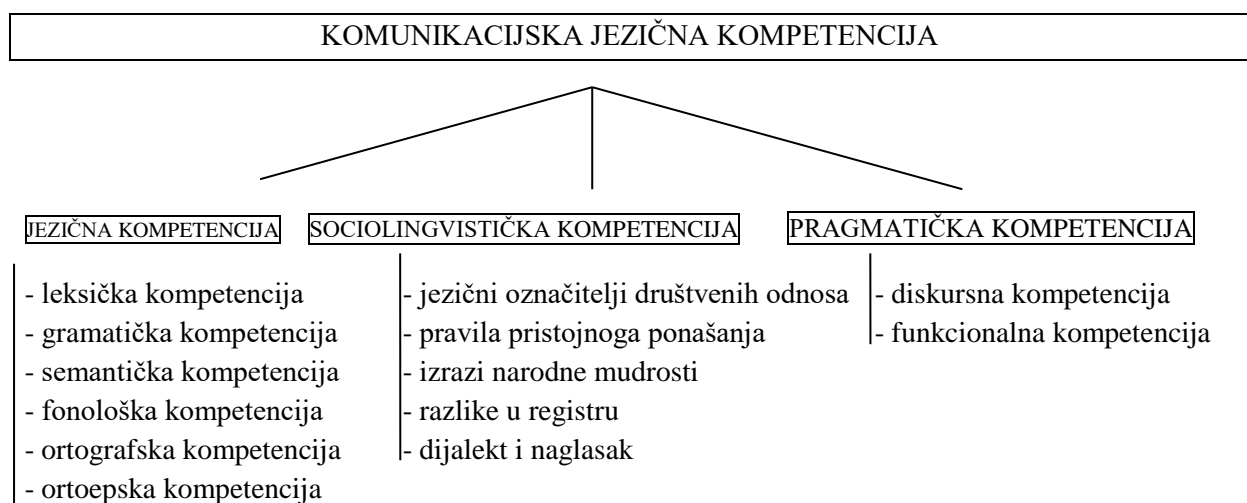 KOMUNIKACIJSKA JEZIČNA KOMPETENCIJA
JEZIČNA KOMPETENCIJA
- leksička kompetencija
- gramatička kompetencija
- semantička kompetencija
- fonološka kompetencija
- ortografska kompetencija
- ortoepska kompetencija
SOCIOLINGVISTIČKA KOMPETENCIJA
- jezični označitelji društvenih odnosa
- pravila pristojnoga ponašanja
- izrazi narodne mudrosti
- razlike u registru
- dijalekt i naglasak
PRAGMATIČKA KOMPETENCIJA
- diskursna kompetencija
- funkcionalna kompetencija